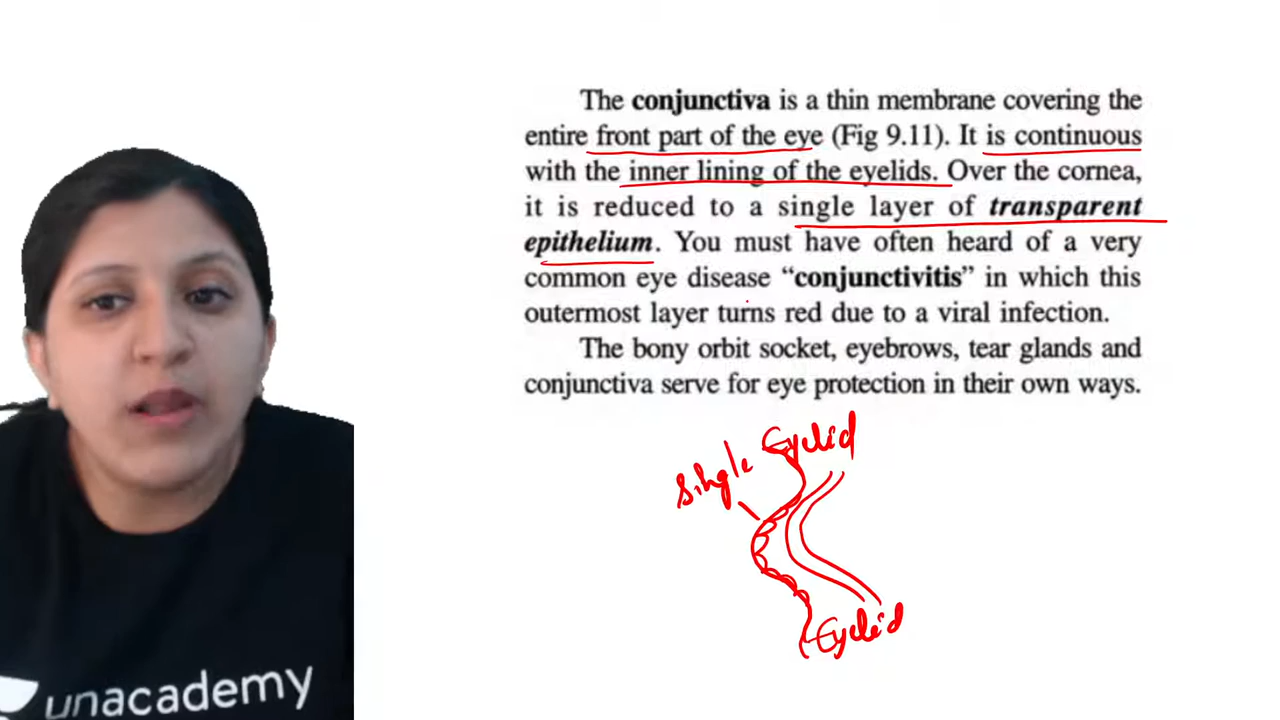 The conjunctiva is a thin membrane covering the
entire front part of the eye (Fig 9.11). It is continuous
with the inner lining of the eyelids. Over the cornea,
it is reduced to a single layer of transparent
epithelium. You must have often heard of a very
common eye disease “conjunctivitis” in which this
outermost layer turns red due to a viral infection.
The bony orbit socket, eyebrows, tear glands and
conjunctiva serve for eye protection in their own ways.
Single Eyelid
Eyelid
unacademy